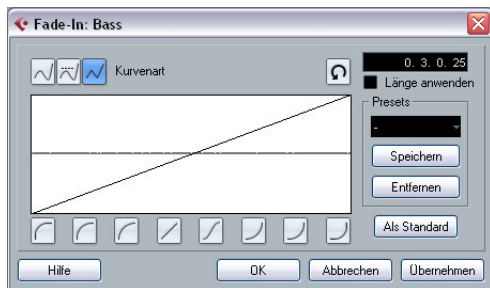 Fade-In: Bass
Kurvenart
0. 3. 0. 25
Länge anwenden
Presets
-
Speichern
Entfernen
Als Standard
Hilfe
OK
Abbrechen
Übernehmen